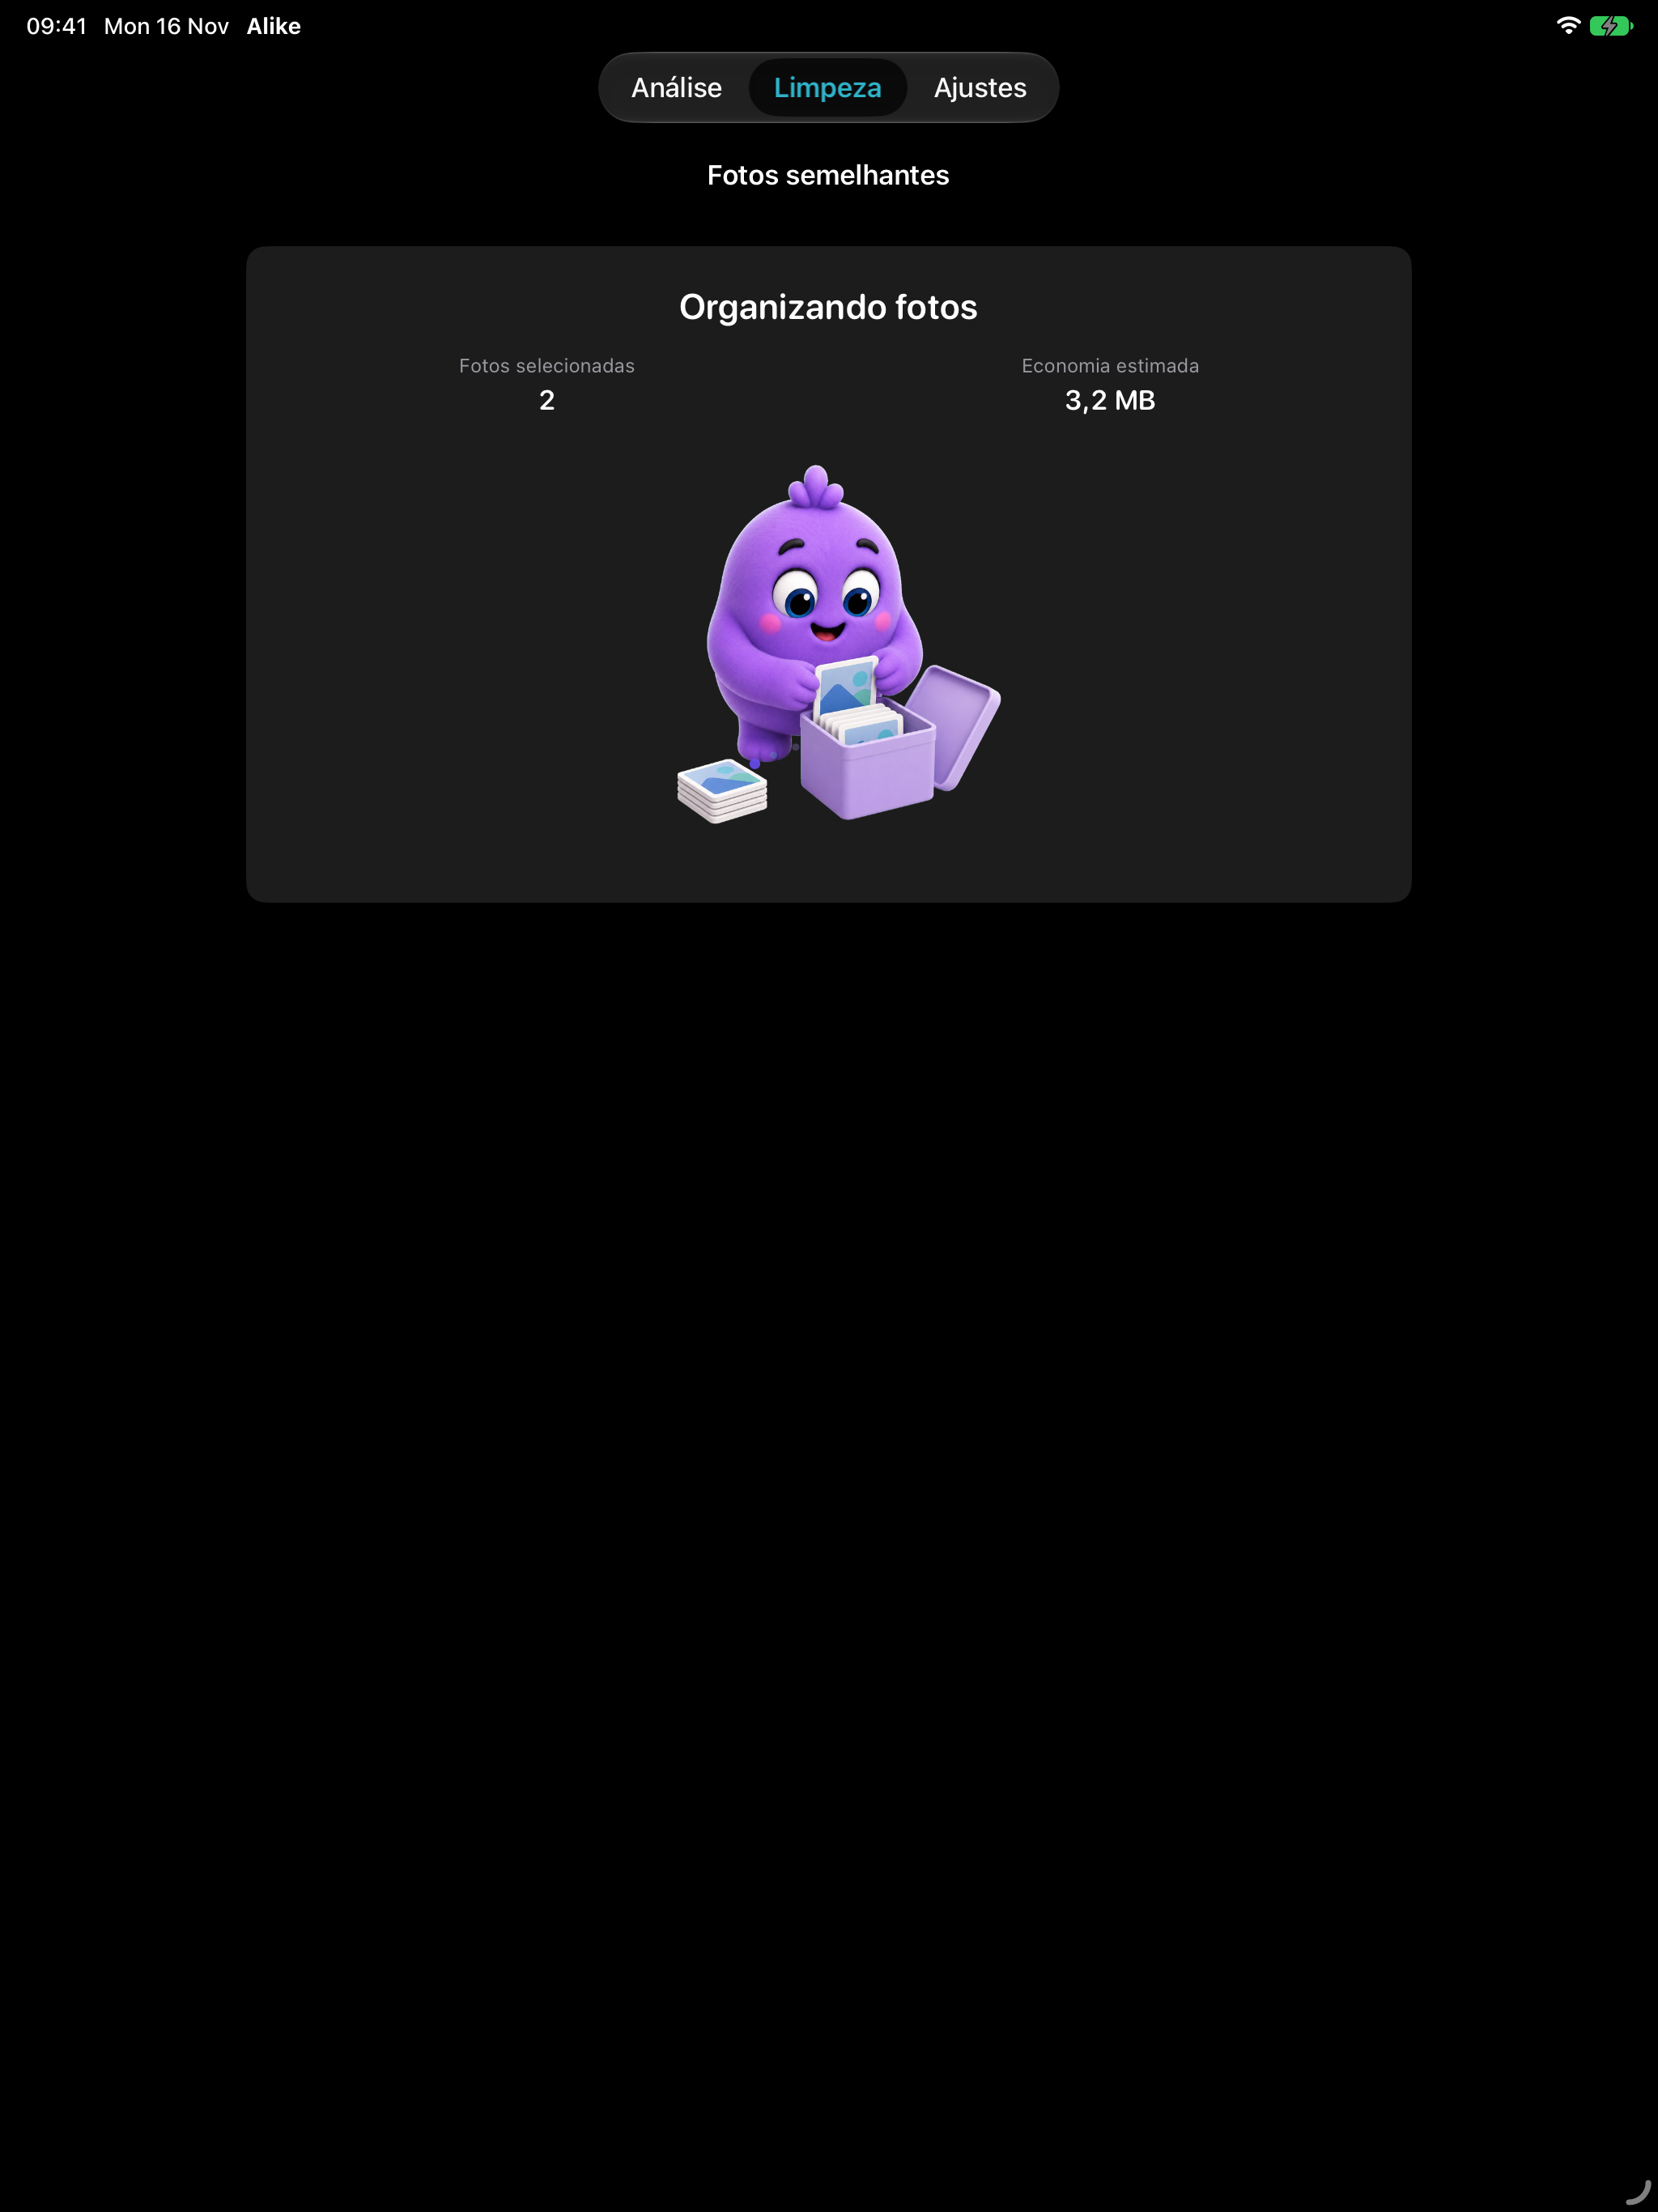 09:41 Mon 16 Nov Alike
Análise Limpeza Ajustes
Fotos semelhantes
Organizando fotos
Fotos selecionadas Economia estimada
2 3,2 MB